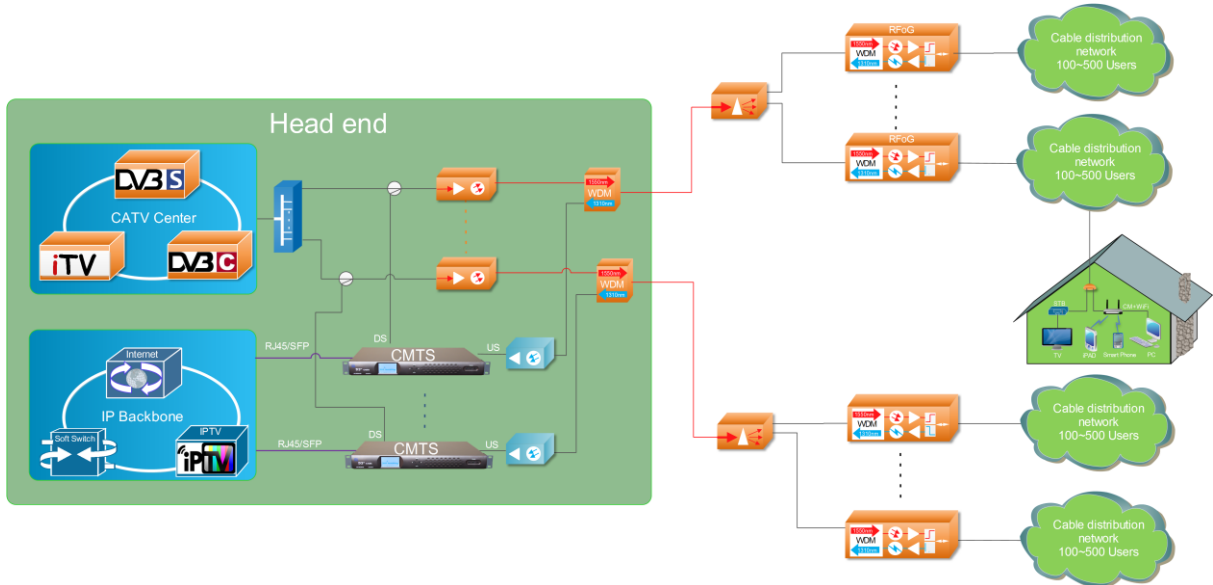 Head end
DVB S
CATV Center
iTV
DVB C
Internet
IP Backbone
Soft Switch
IPTV
iPTV
RJ45/SFP
DS
CMTS
US
RJ45/SFP
DS
CMTS
US
1550nm
WDM
1310nm
1550nm
WDM
1310nm
RFoG
1550nm
WDM
1310nm
Cable distribution
network
100~500 Users
RFoG
1550nm
WDM
1310nm
Cable distribution
network
100~500 Users
STB
CM+WiFi
TV
iPAD
Smart Phone
PC
1550nm
WDM
1310nm
Cable distribution
network
100~500 Users
1550nm
WDM
1310nm
Cable distribution
network
100~500 Users